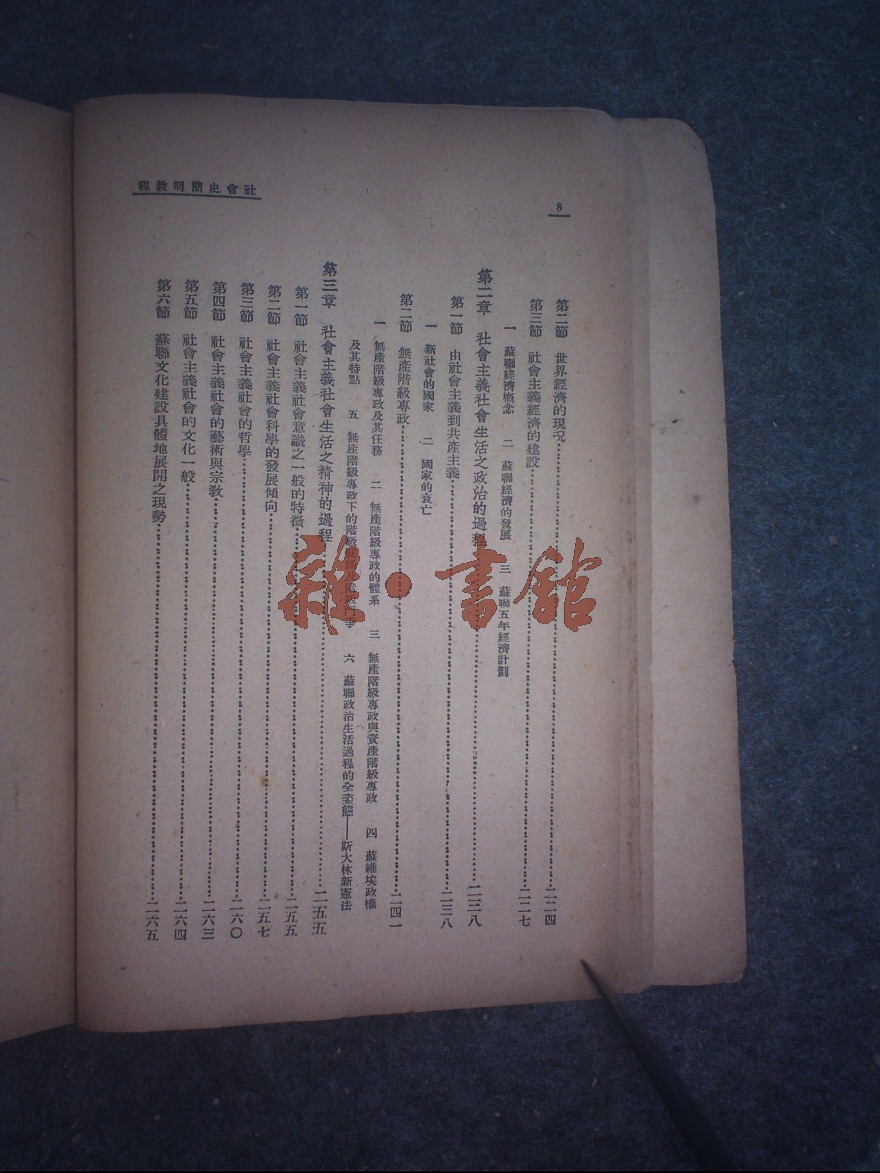 社會史簡明教程
8
第二節 世界經濟的現況 二二四
第三節 社會主義經濟的建設 二二七
一 蘇聯經濟概念 二 蘇聯經濟的發展 三 蘇聯五年經濟計劃
第二章 社會主義社會生活之政治的過程 二三八
第一節 由社會主義到共產主義 二三八
一 新社會的國家 二 國家的衰亡
第二節 無產階級專政 二四一
一 無產階級專政及其任務 二 無產階級專政的體系 三 無產階級專政與資產階級專政 四 蘇維埃政權
及其特點 五 無產階級專政下的階級 六 蘇聯政治生活過程的全姿態——斯大林新憲法
第三章 社會主義社會生活之精神的過程 二五五
第一節 社會主義社會意識之一般的特徵 二五五
第二節 社會主義社會科學的發展傾向 二五七
第三節 社會主義社會的哲學 二六〇
第四節 社會主義社會的藝術與宗教 二六三
第五節 社會主義社會的文化一般 二六四
第六節 蘇聯文化建設具體地展開之現勢 二六五
雜·書館